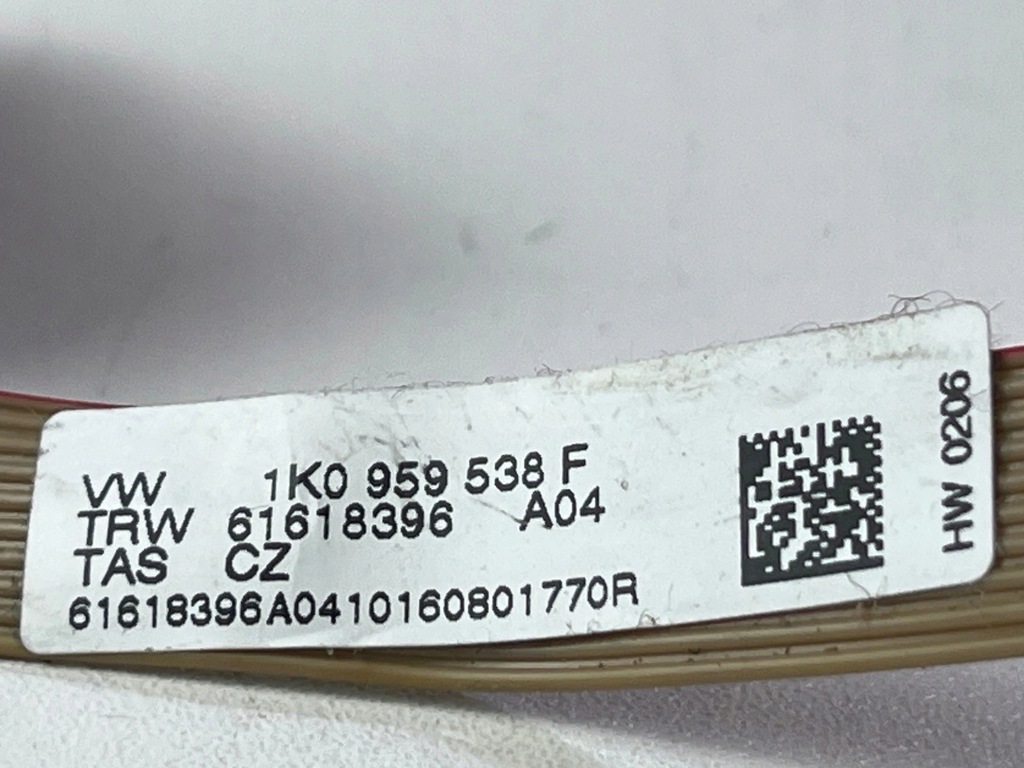 VW 1K0 959 538 F
TRW 61618396 A04
TAS CZ
61618396A0410160801770R
HW 0206